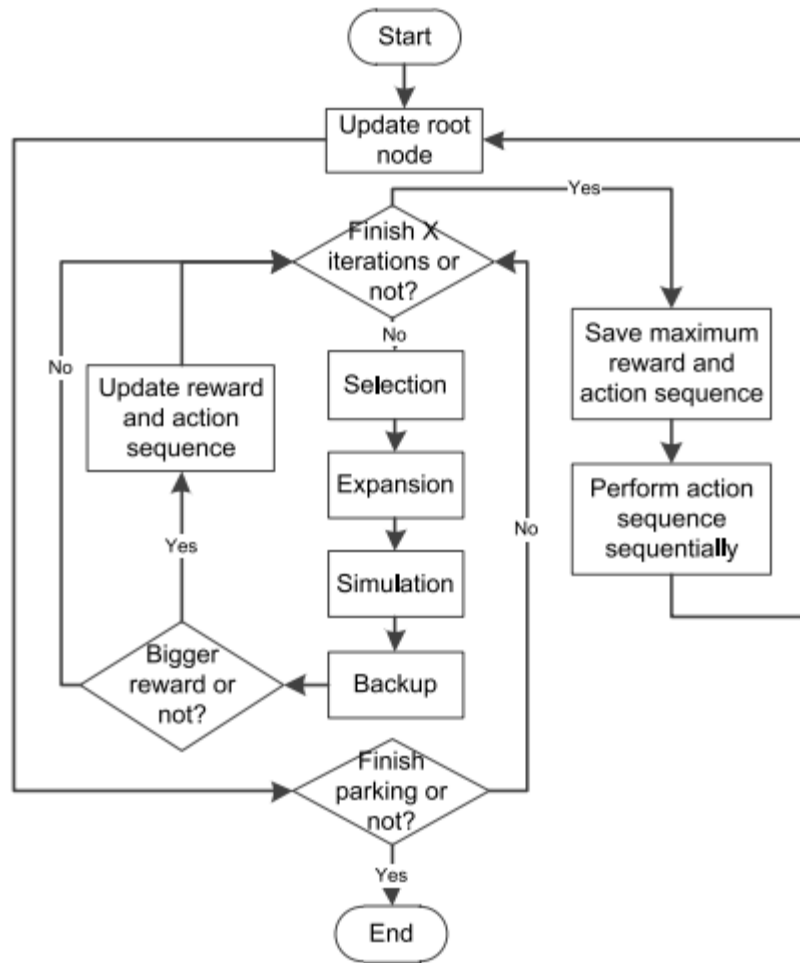 Start
Update root
node
Yes
Finish X
iterations or
not?
No
No
Save maximum
reward and
action sequence
Update reward
and action
sequence
Selection
Expansion
Perform action
sequence
sequentially
No
Yes
Simulation
Bigger
reward or
not?
Backup
Finish
parking or
not?
Yes
End